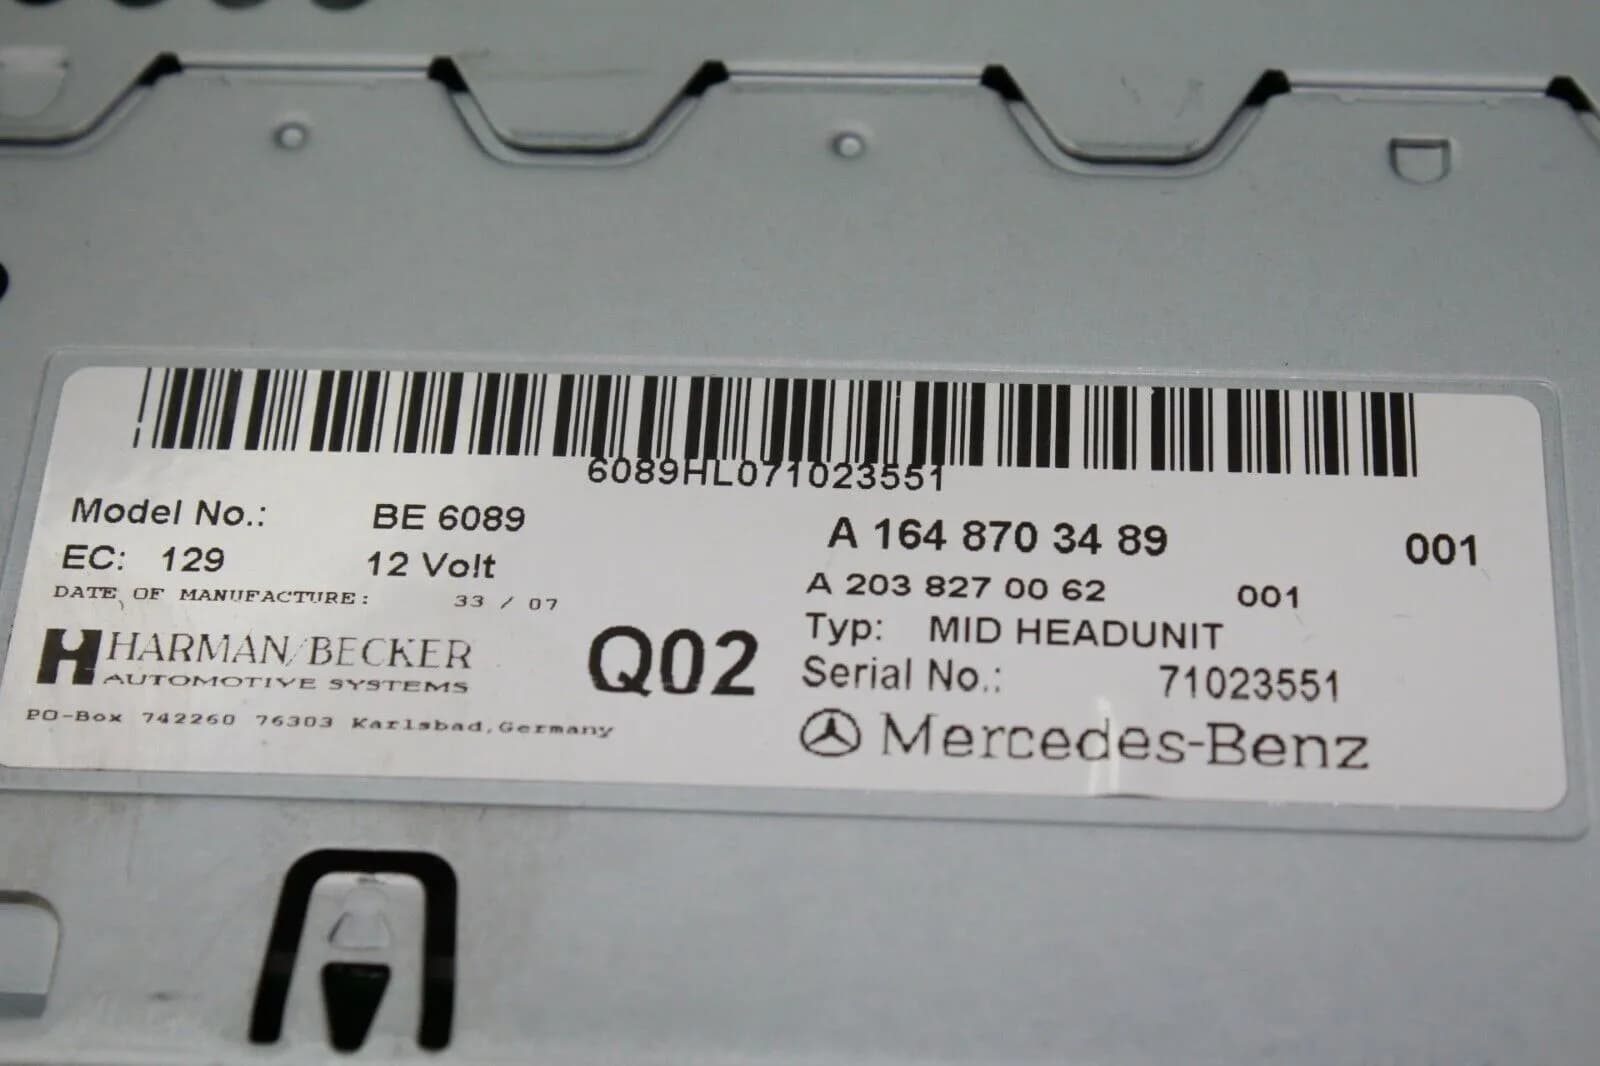 6089HL071023551
Model No.: BE 6089
EC: 129 12 Volt
DATE OF MANUFACTURE: 33 / 07
HARMAN/BECKER
AUTOMOTIVE SYSTEMS
PO-Box 742260 76303 Karlsbad,Germany
Q02
A 164 870 34 89 001
A 203 827 00 62 001
Typ: MID HEADUNIT
Serial No.: 71023551
Mercedes-Benz